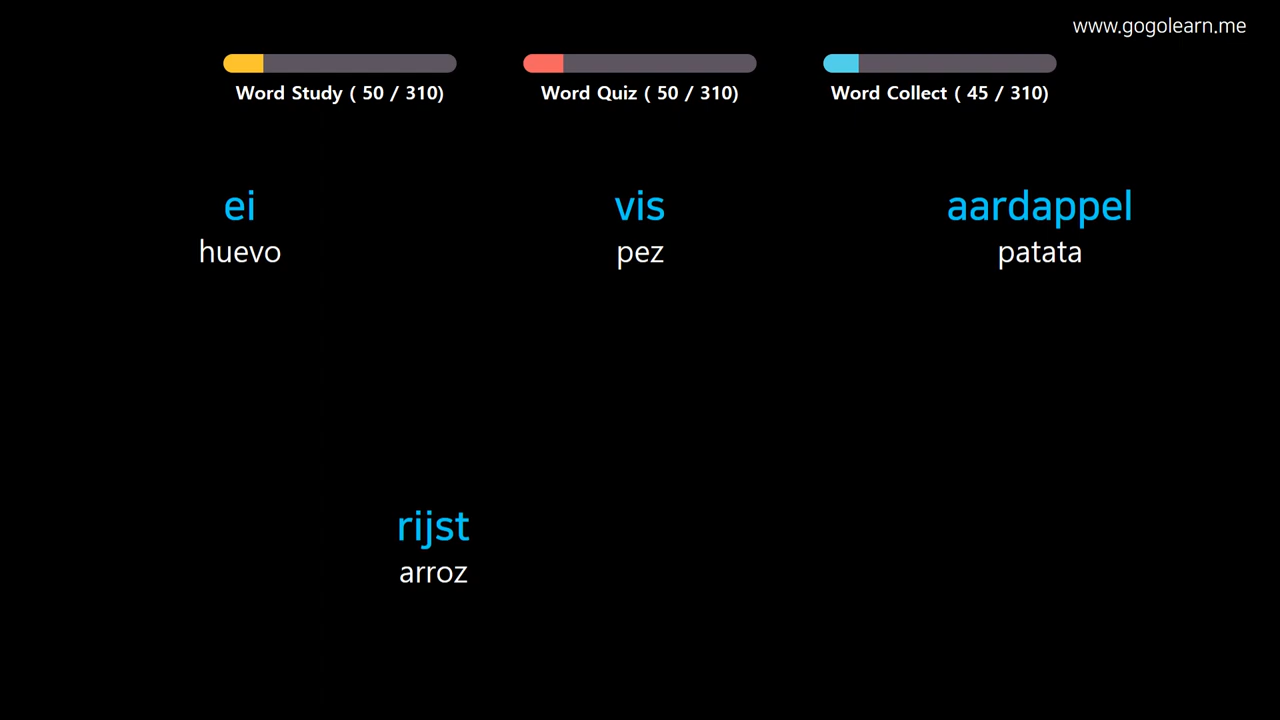 www.gogolearn.me
Word Study ( 50 / 310)
Word Quiz ( 50 / 310)
Word Collect ( 45 / 310)
ei
huevo
vis
pez
aardappel
patata
rijst
arroz